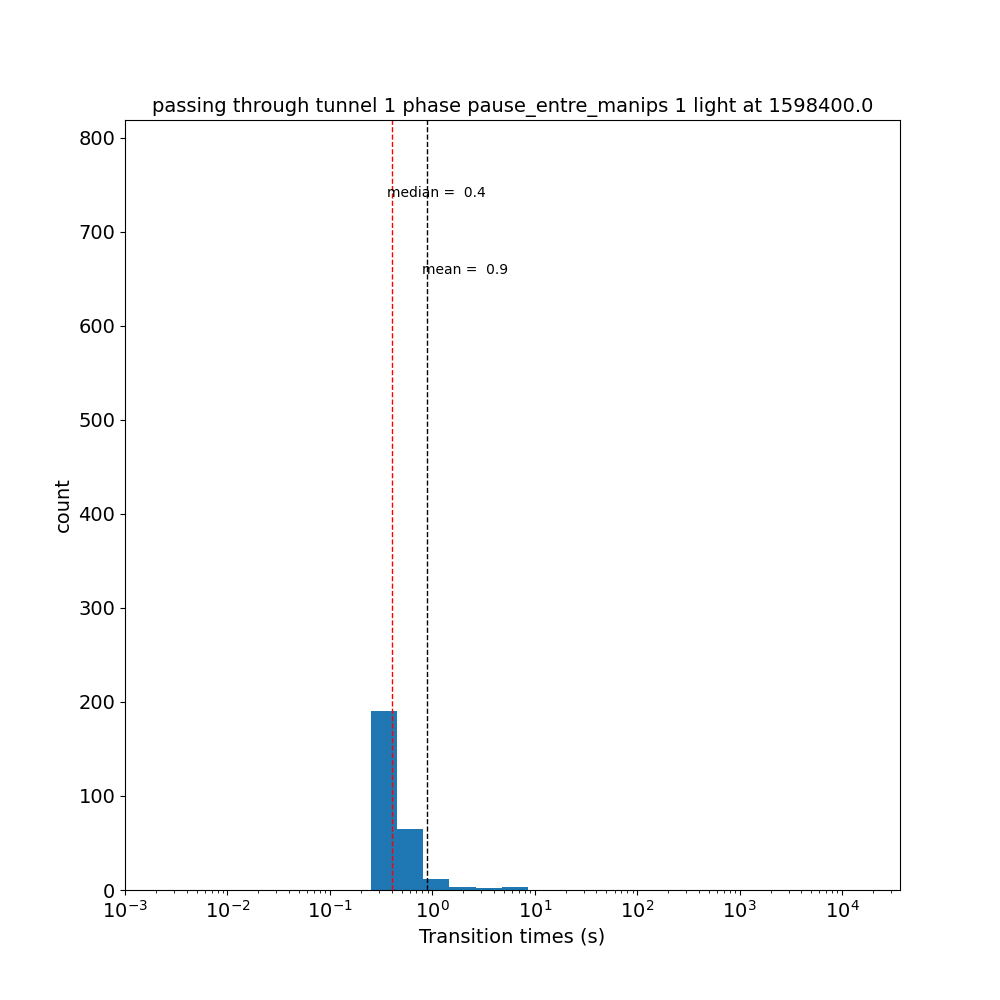 passing through tunnel 1 phase pause_entre_manips 1 light at 1598400.0
800
median =  0.4
700
mean =  0.9
600
500
count
400
300
200
100
0
10⁻³ 10⁻² 10⁻¹ 10⁰ 10¹ 10² 10³ 10⁴
Transition times (s)